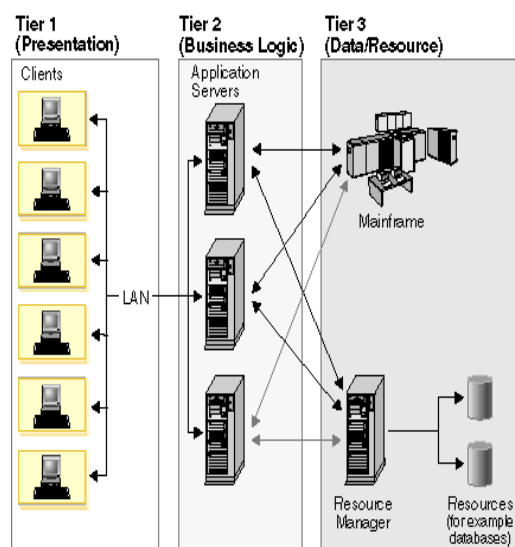 Tier 1
(Presentation)
Tier 2
(Business Logic)
Tier 3
(Data/Resource)
Clients
Application
Servers
LAN
Mainframe
Resource
Manager
Resources
(for example
databases)